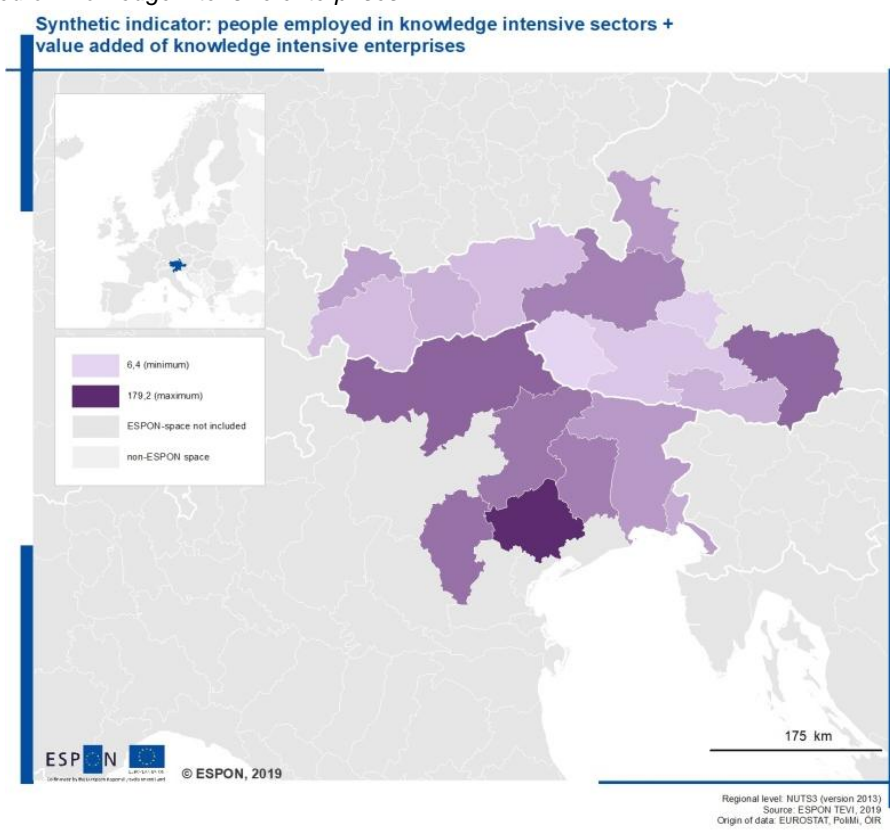 Synthetic indicator: people employed in knowledge intensive sectors +
value added of knowledge intensive enterprises
6,4 (minimum)
179,2 (maximum)
ESPON-space not included
non-ESPON space
175 km
ESPON
© ESPON, 2019
Regional level: NUTS3 (version 2013)
Source: ESPON TEVI, 2019
Origin of data: EUROSTAT, PoliMi, ÖIR